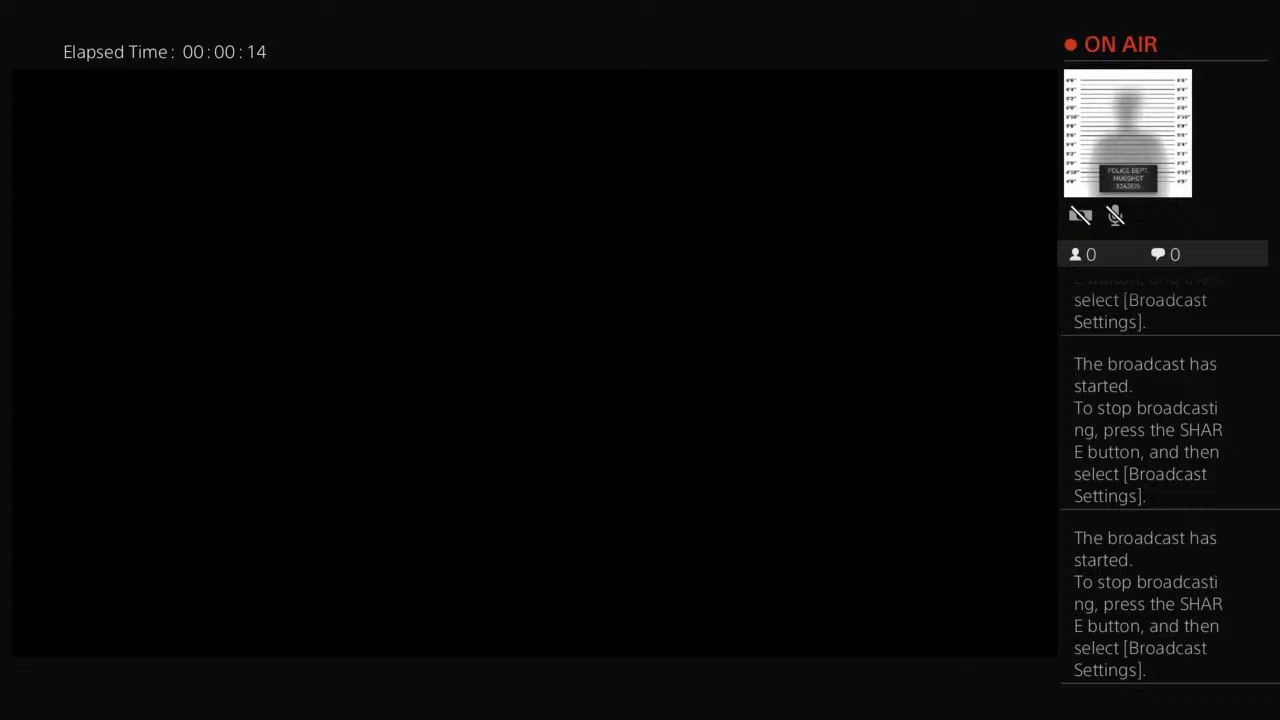 Elapsed Time: 00:00:14
ON AIR
POLICE DEPT.
MUGSHOT
0
0
select [Broadcast
Settings].
The broadcast has
started.
To stop broadcasti
ng, press the SHAR
E button, and then
select [Broadcast
Settings].
The broadcast has
started.
To stop broadcasti
ng, press the SHAR
E button, and then
select [Broadcast
Settings].